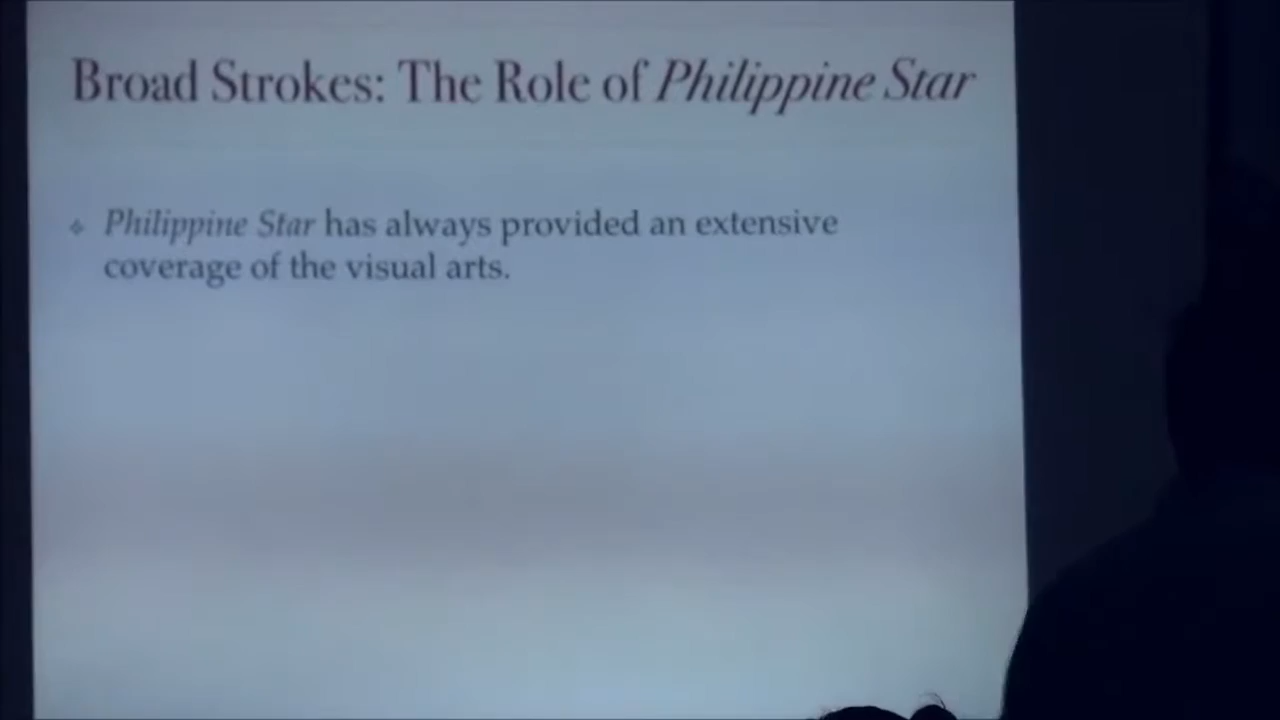 Broad Strokes: The Role of Philippine Star
Philippine Star has always provided an extensive
coverage of the visual arts.